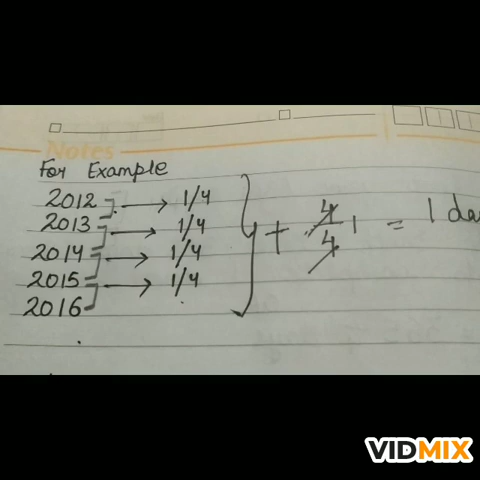 Notes
For Example
2012 → 1/4
2013 → 1/4
2014 → 1/4
2015 → 1/4
2016
+ 4/4 1 = 1 da
VIDMIX